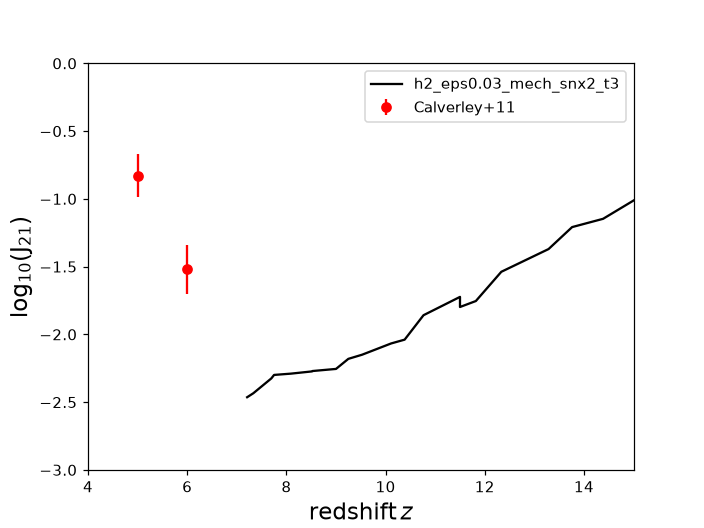 0.0
−0.5
−1.0
−1.5
−2.0
−2.5
−3.0
log₁₀(J₂₁)
h2_eps0.03_mech_snx2_t3
Calverley+11
4 6 8 10 12 14
redshift z